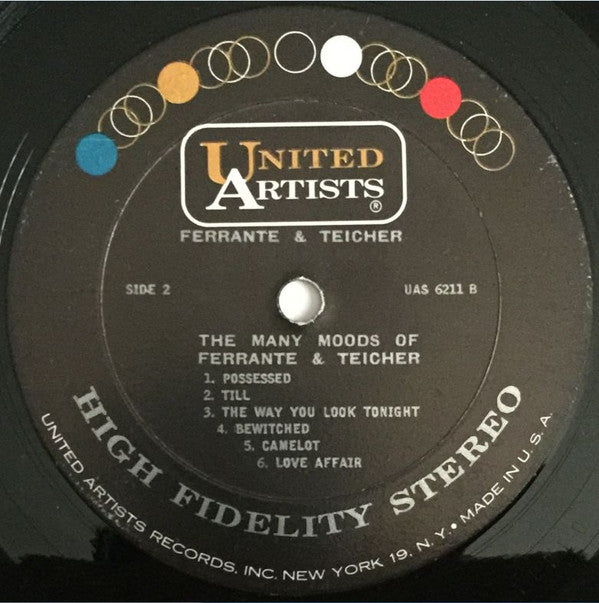 UNITED
ARTISTS
®
FERRANTE & TEICHER
SIDE 2
UAS 6211 B
THE MANY MOODS OF
FERRANTE & TEICHER
1. POSSESSED
2. TILL
3. THE WAY YOU LOOK TONIGHT
4. BEWITCHED
5. CAMELOT
6. LOVE AFFAIR
HIGH FIDELITY STEREO
UNITED ARTISTS RECORDS, INC. NEW YORK 19, N.Y. • MADE IN U.S.A.